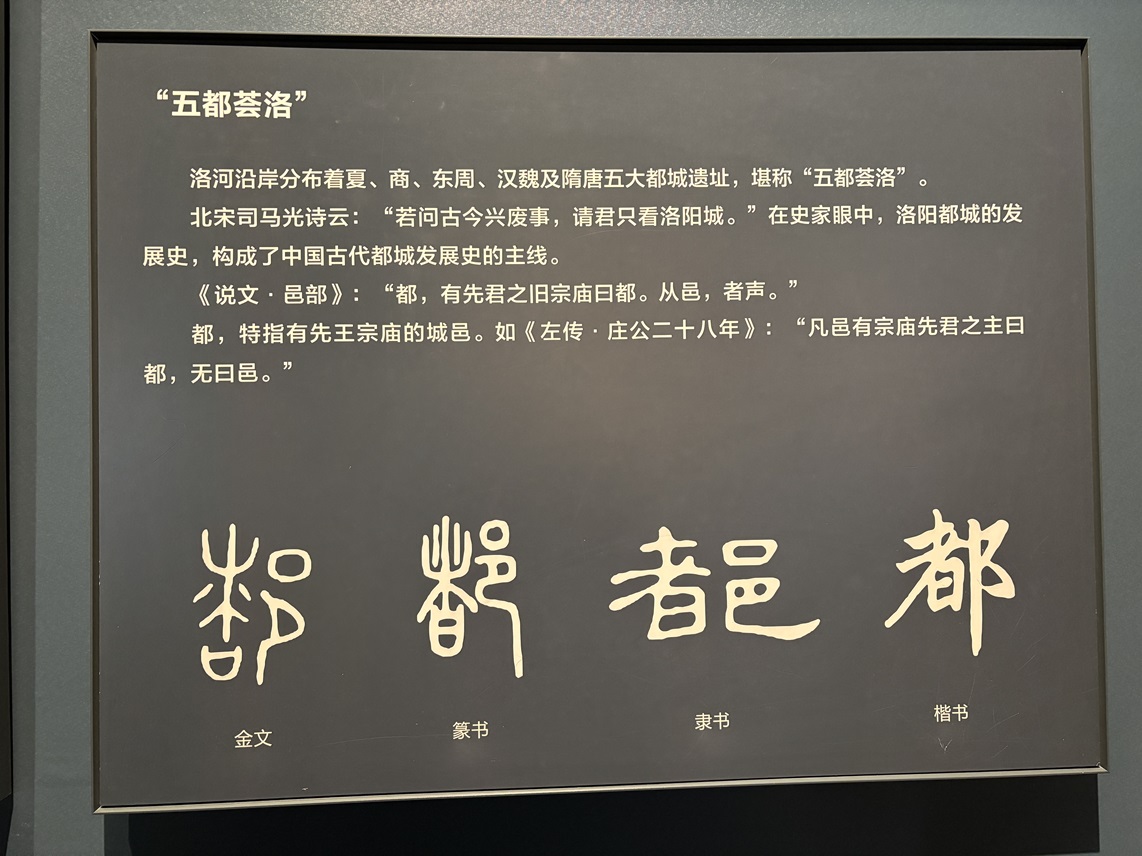 “五都荟洛”
洛河沿岸分布着夏、商、东周、汉魏及隋唐五大都城遗址，堪称“五都荟洛”。
北宋司马光诗云：“若问古今兴废事，请君只看洛阳城。”在史家眼中，洛阳都城的发
展史，构成了中国古代都城发展史的主线。
《说文·邑部》：“都，有先君之旧宗庙曰都。从邑，者声。”
都，特指有先王宗庙的城邑。如《左传·庄公二十八年》：“凡邑有宗庙先君之主曰
都，无曰邑。”
都 都 都 都
金文 篆书 隶书 楷书